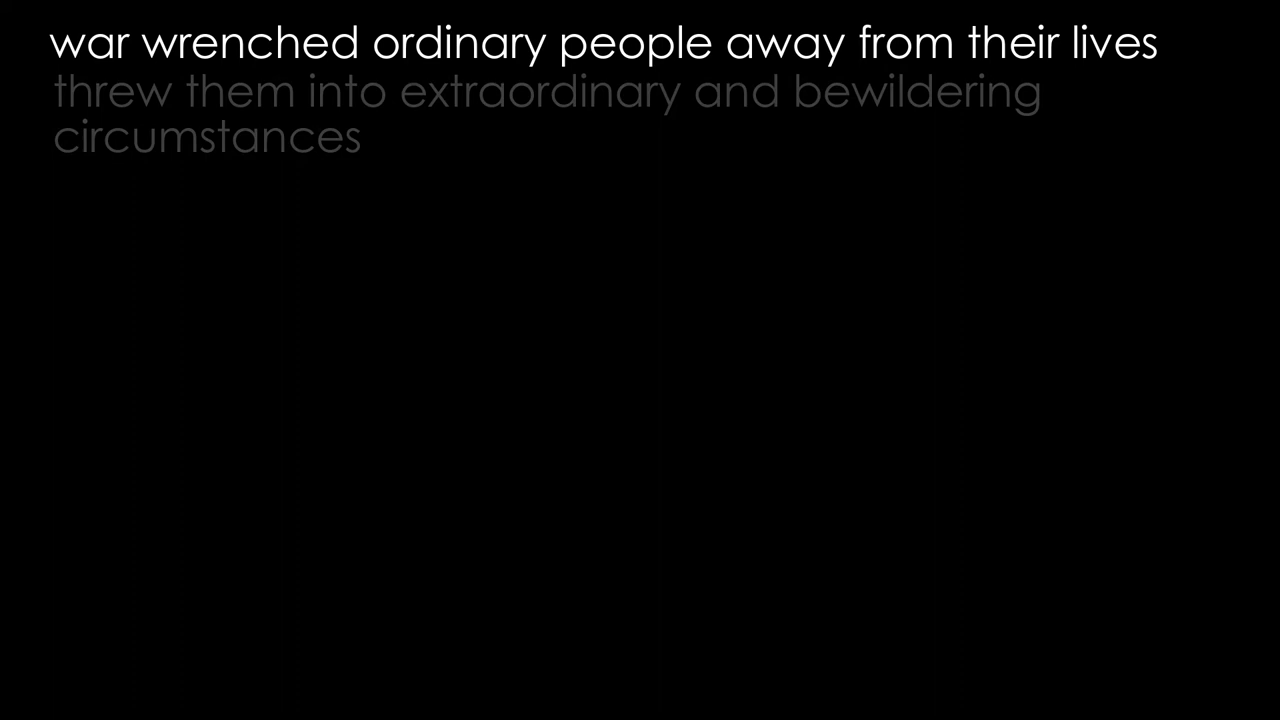 war wrenched ordinary people away from their lives
threw them into extraordinary and bewildering
circumstances